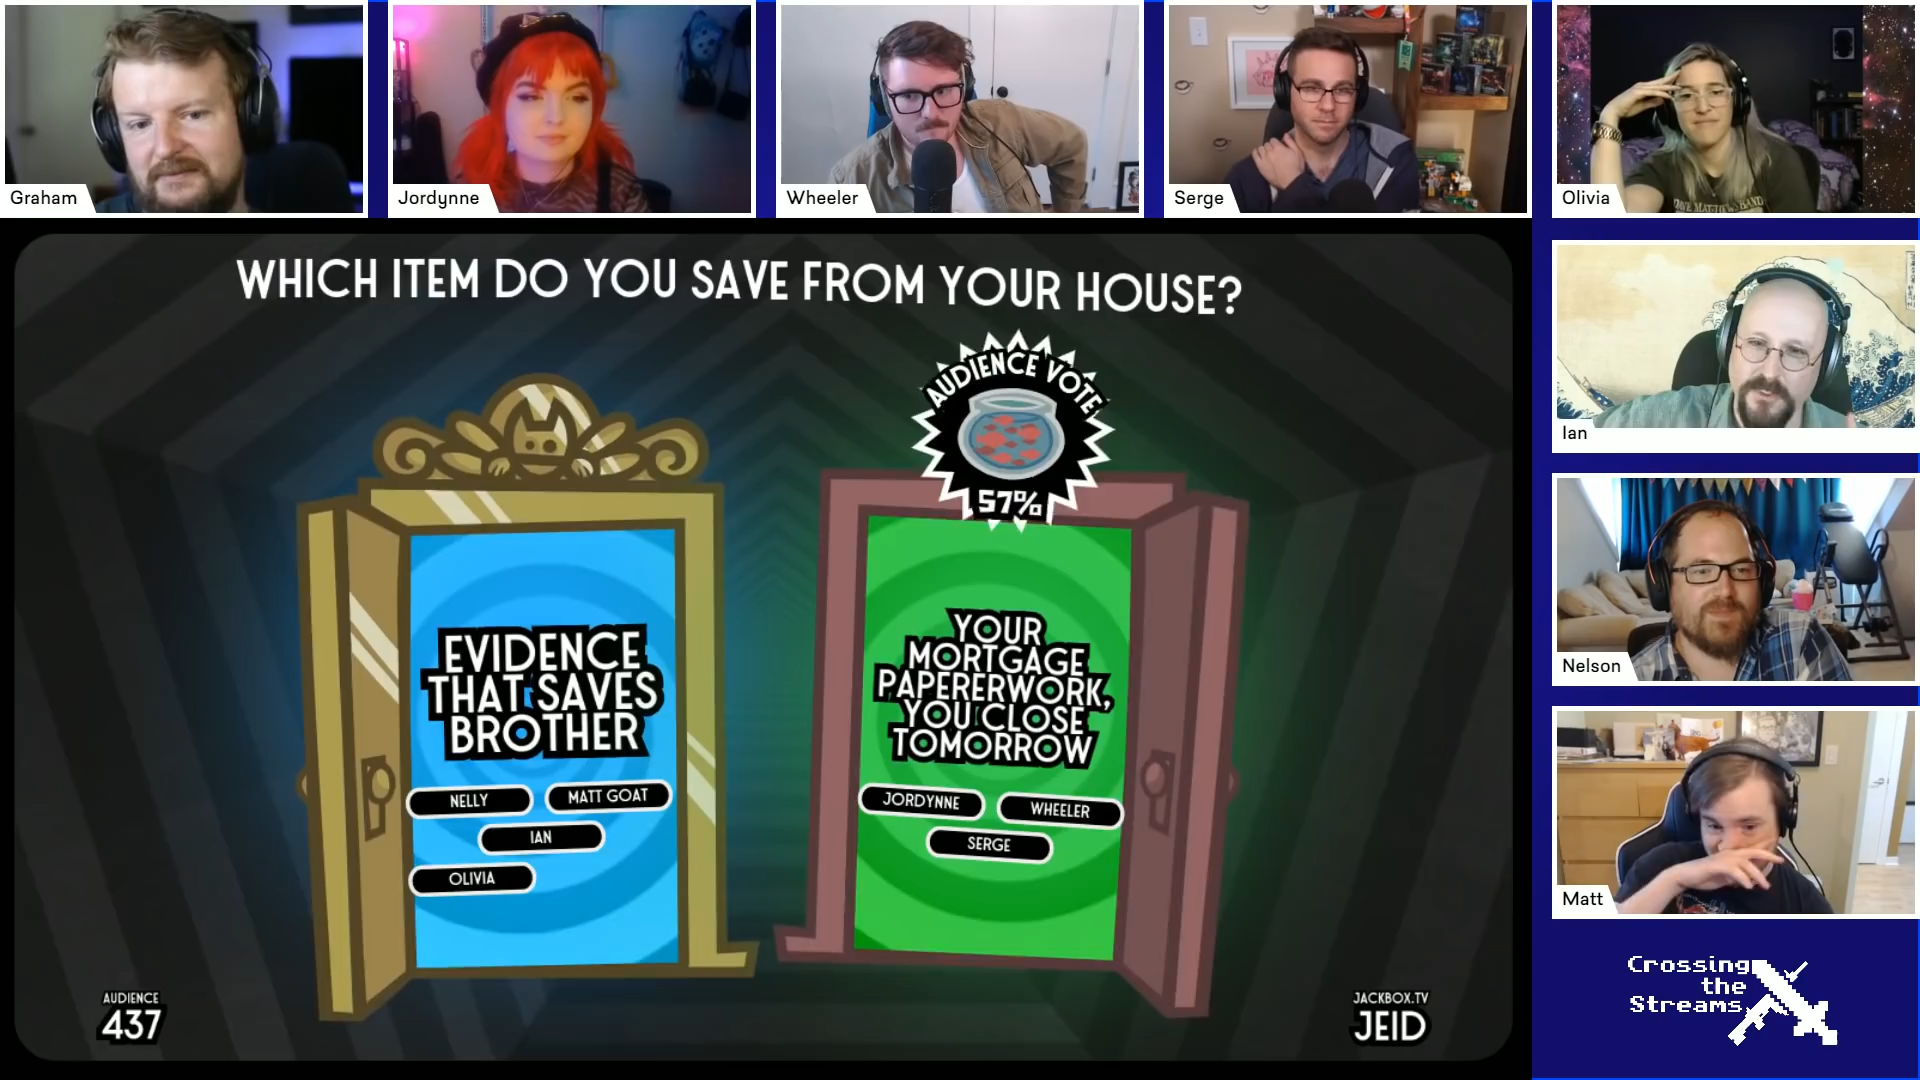 Graham
Jordynne
Wheeler
Serge
Olivia
WHICH ITEM DO YOU SAVE FROM YOUR HOUSE?
AUDIENCE VOTE
57%
EVIDENCE
THAT SAVES
BROTHER
NELLY
MATT GOAT
IAN
OLIVIA
YOUR
MORTGAGE
PAPERERWORK,
YOU CLOSE
TOMORROW
JORDYNNE
WHEELER
SERGE
AUDIENCE
437
JACKBOX.TV
JEID
Ian
Nelson
Matt
Crossing
the
Streams